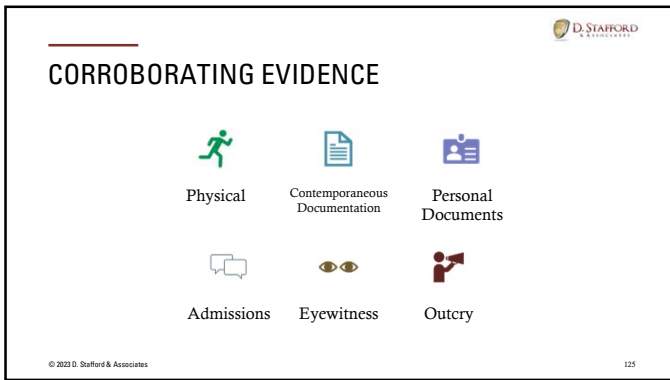 D. STAFFORD
& ASSOCIATES
CORROBORATING EVIDENCE
Physical
Contemporaneous
Documentation
Personal
Documents
Admissions
Eyewitness
Outcry
© 2023 D. Stafford & Associates
125